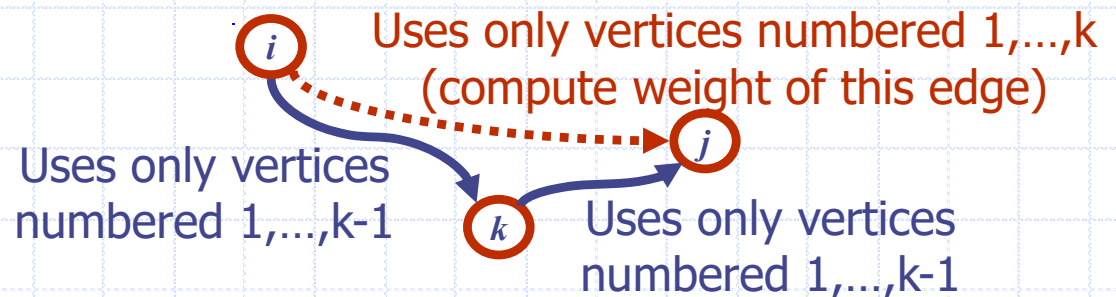 i
Uses only vertices numbered 1,...,k
(compute weight of this edge)
j
Uses only vertices
numbered 1,...,k-1
k
Uses only vertices
numbered 1,...,k-1